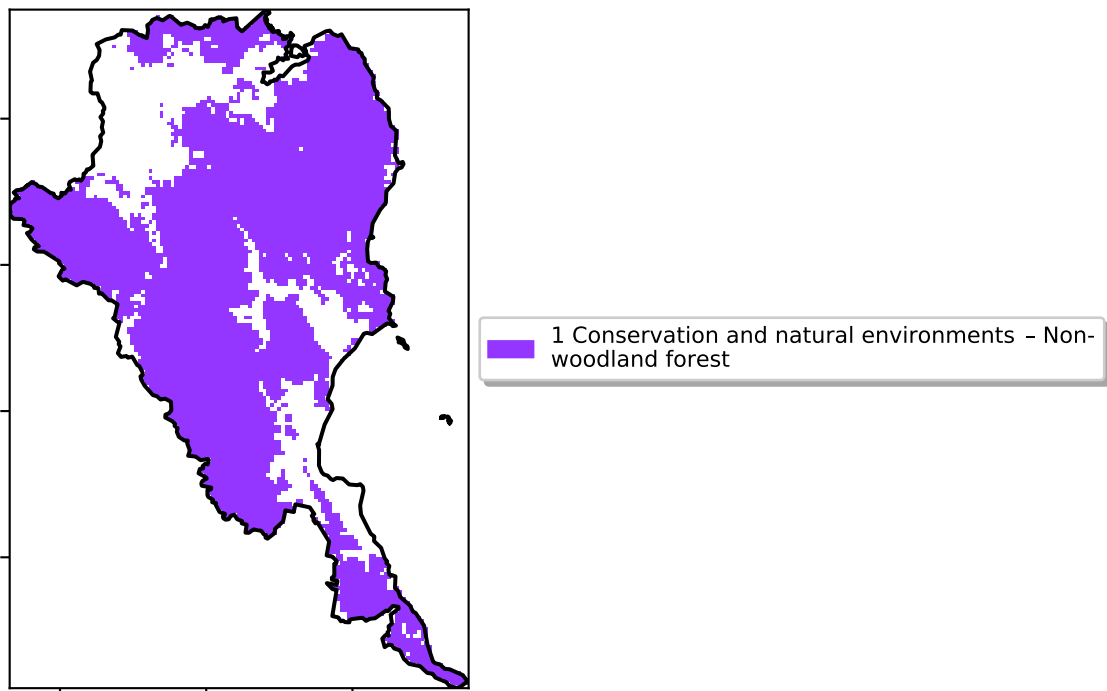 1 Conservation and natural environments – Non-
woodland forest